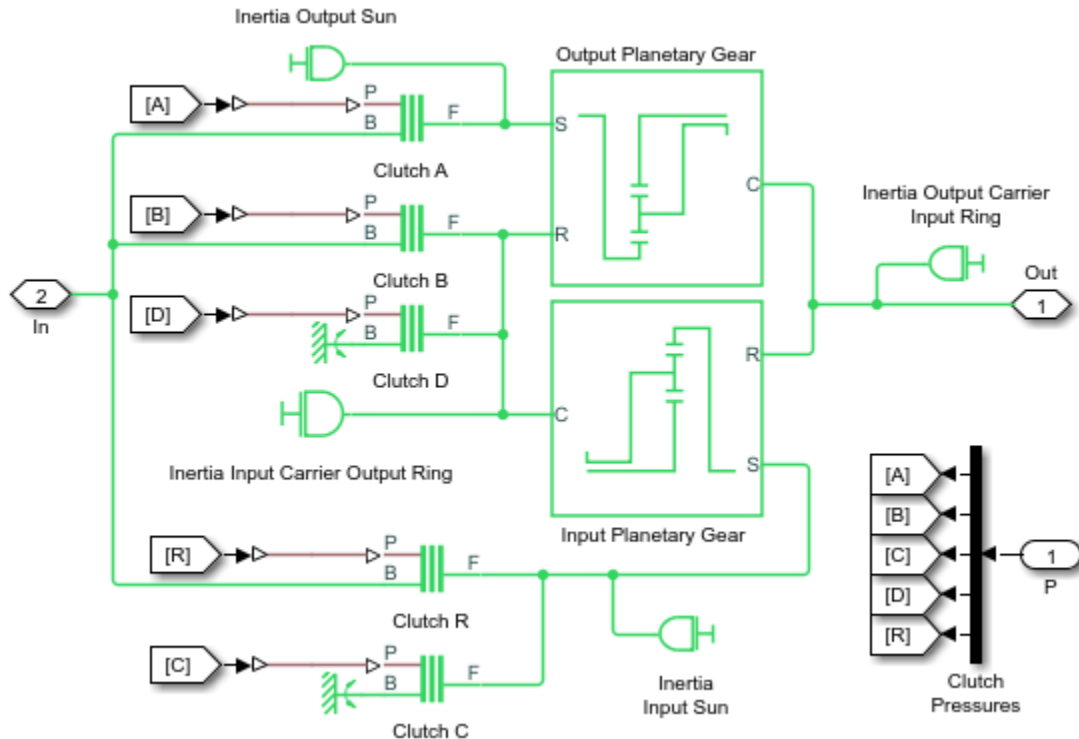 Inertia Output Sun
Output Planetary Gear
[A]
P
B
F
Clutch A
S
C
R
[B]
P
B
F
Clutch B
Inertia Output Carrier
Input Ring
2
In
[D]
P
B
F
Clutch D
Out
1
C
R
S
Inertia Input Carrier Output Ring
Input Planetary Gear
[R]
P
B
F
Clutch R
[C]
P
B
F
Clutch C
Inertia
Input Sun
[A]
[B]
[C]
[D]
[R]
1
P
Clutch
Pressures